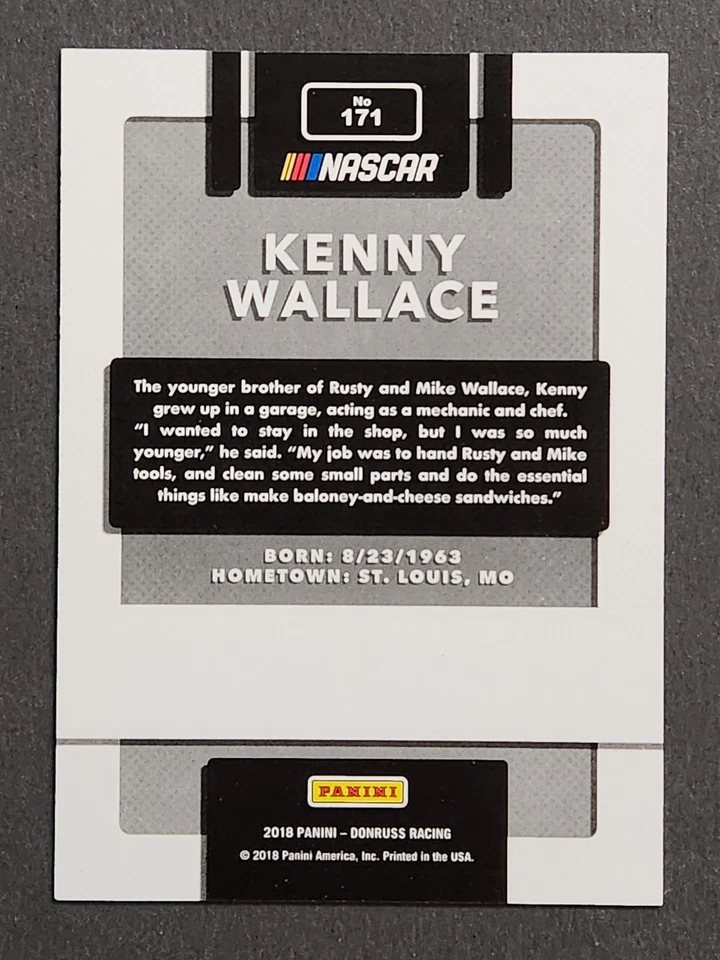 No
171
NASCAR
KENNY
WALLACE
The younger brother of Rusty and Mike Wallace, Kenny
grew up in a garage, acting as a mechanic and chef.
“I wanted to stay in the shop, but I was so much
younger,” he said. “My job was to hand Rusty and Mike
tools, and clean some small parts and do the essential
things like make baloney-and-cheese sandwiches.”
BORN: 8/23/1963
HOMETOWN: ST. LOUIS, MO
PANINI
2018 PANINI – DONRUSS RACING
© 2018 Panini America, Inc. Printed in the USA.